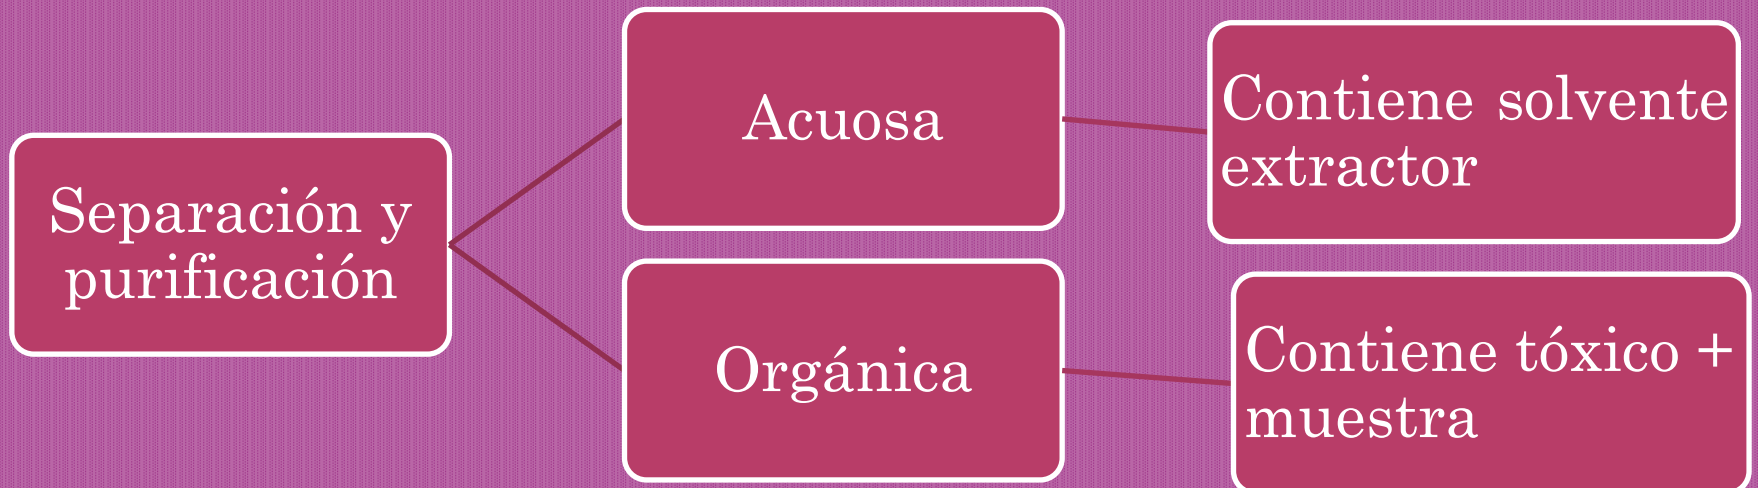 Separación y
purificación
Acuosa
Contiene solvente
extractor
Orgánica
Contiene tóxico +
muestra